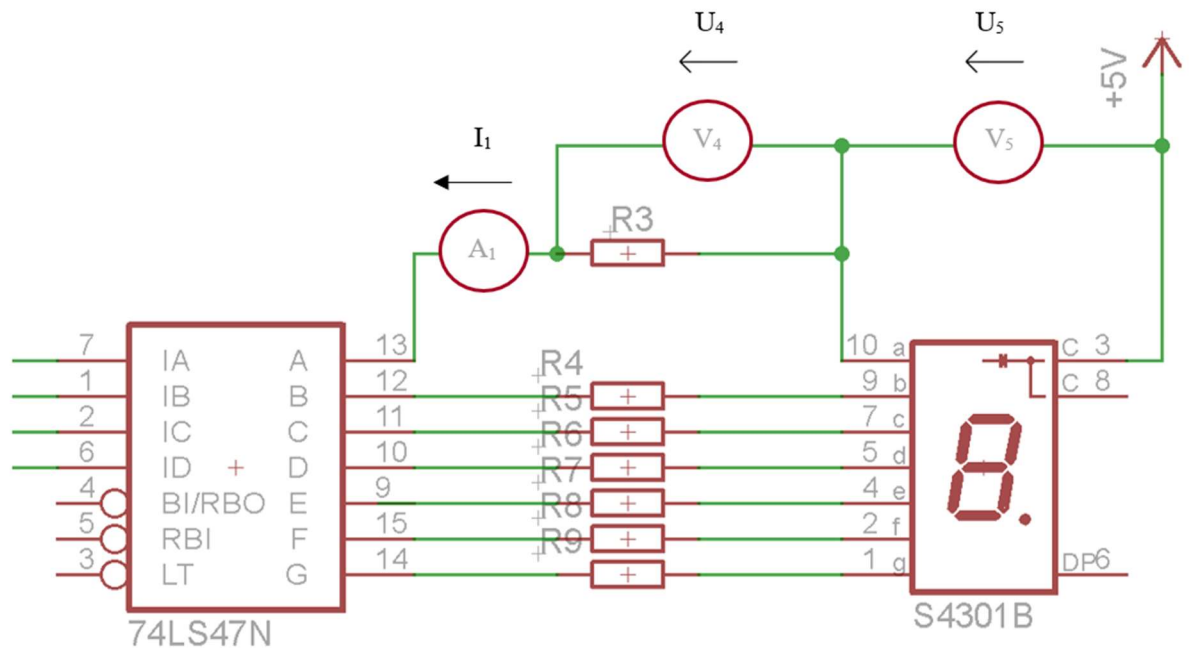 U4 U5
+5V
I1
V4 V5
A1
R3
7 IA A 13
1 IB B 12
2 IC C 11
6 ID D 10
4 BI/RBO E 9
5 RBI F 15
3 LT G 14
74LS47N
R4
R5
R6
R7
R8
R9
10 a C 3
9 b C 8
7 c
5 d
4 e
2 f
1 g DP 6
8.
S4301B